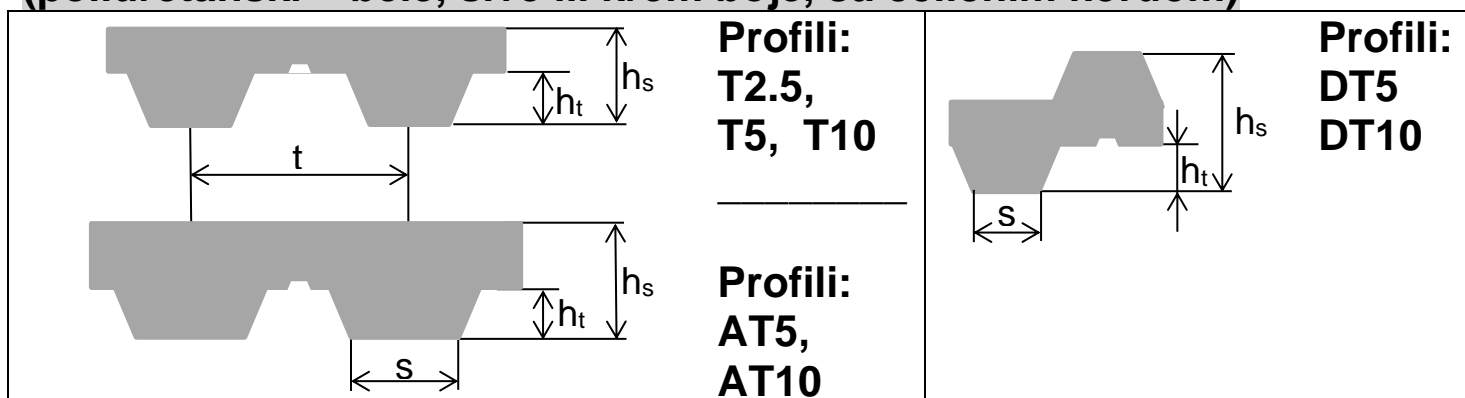 Profili:
T2.5,
T5, T10
Profili:
AT5,
AT10
hs
ht
t
hs
ht
s
Profili:
DT5
DT10
hs
ht
s